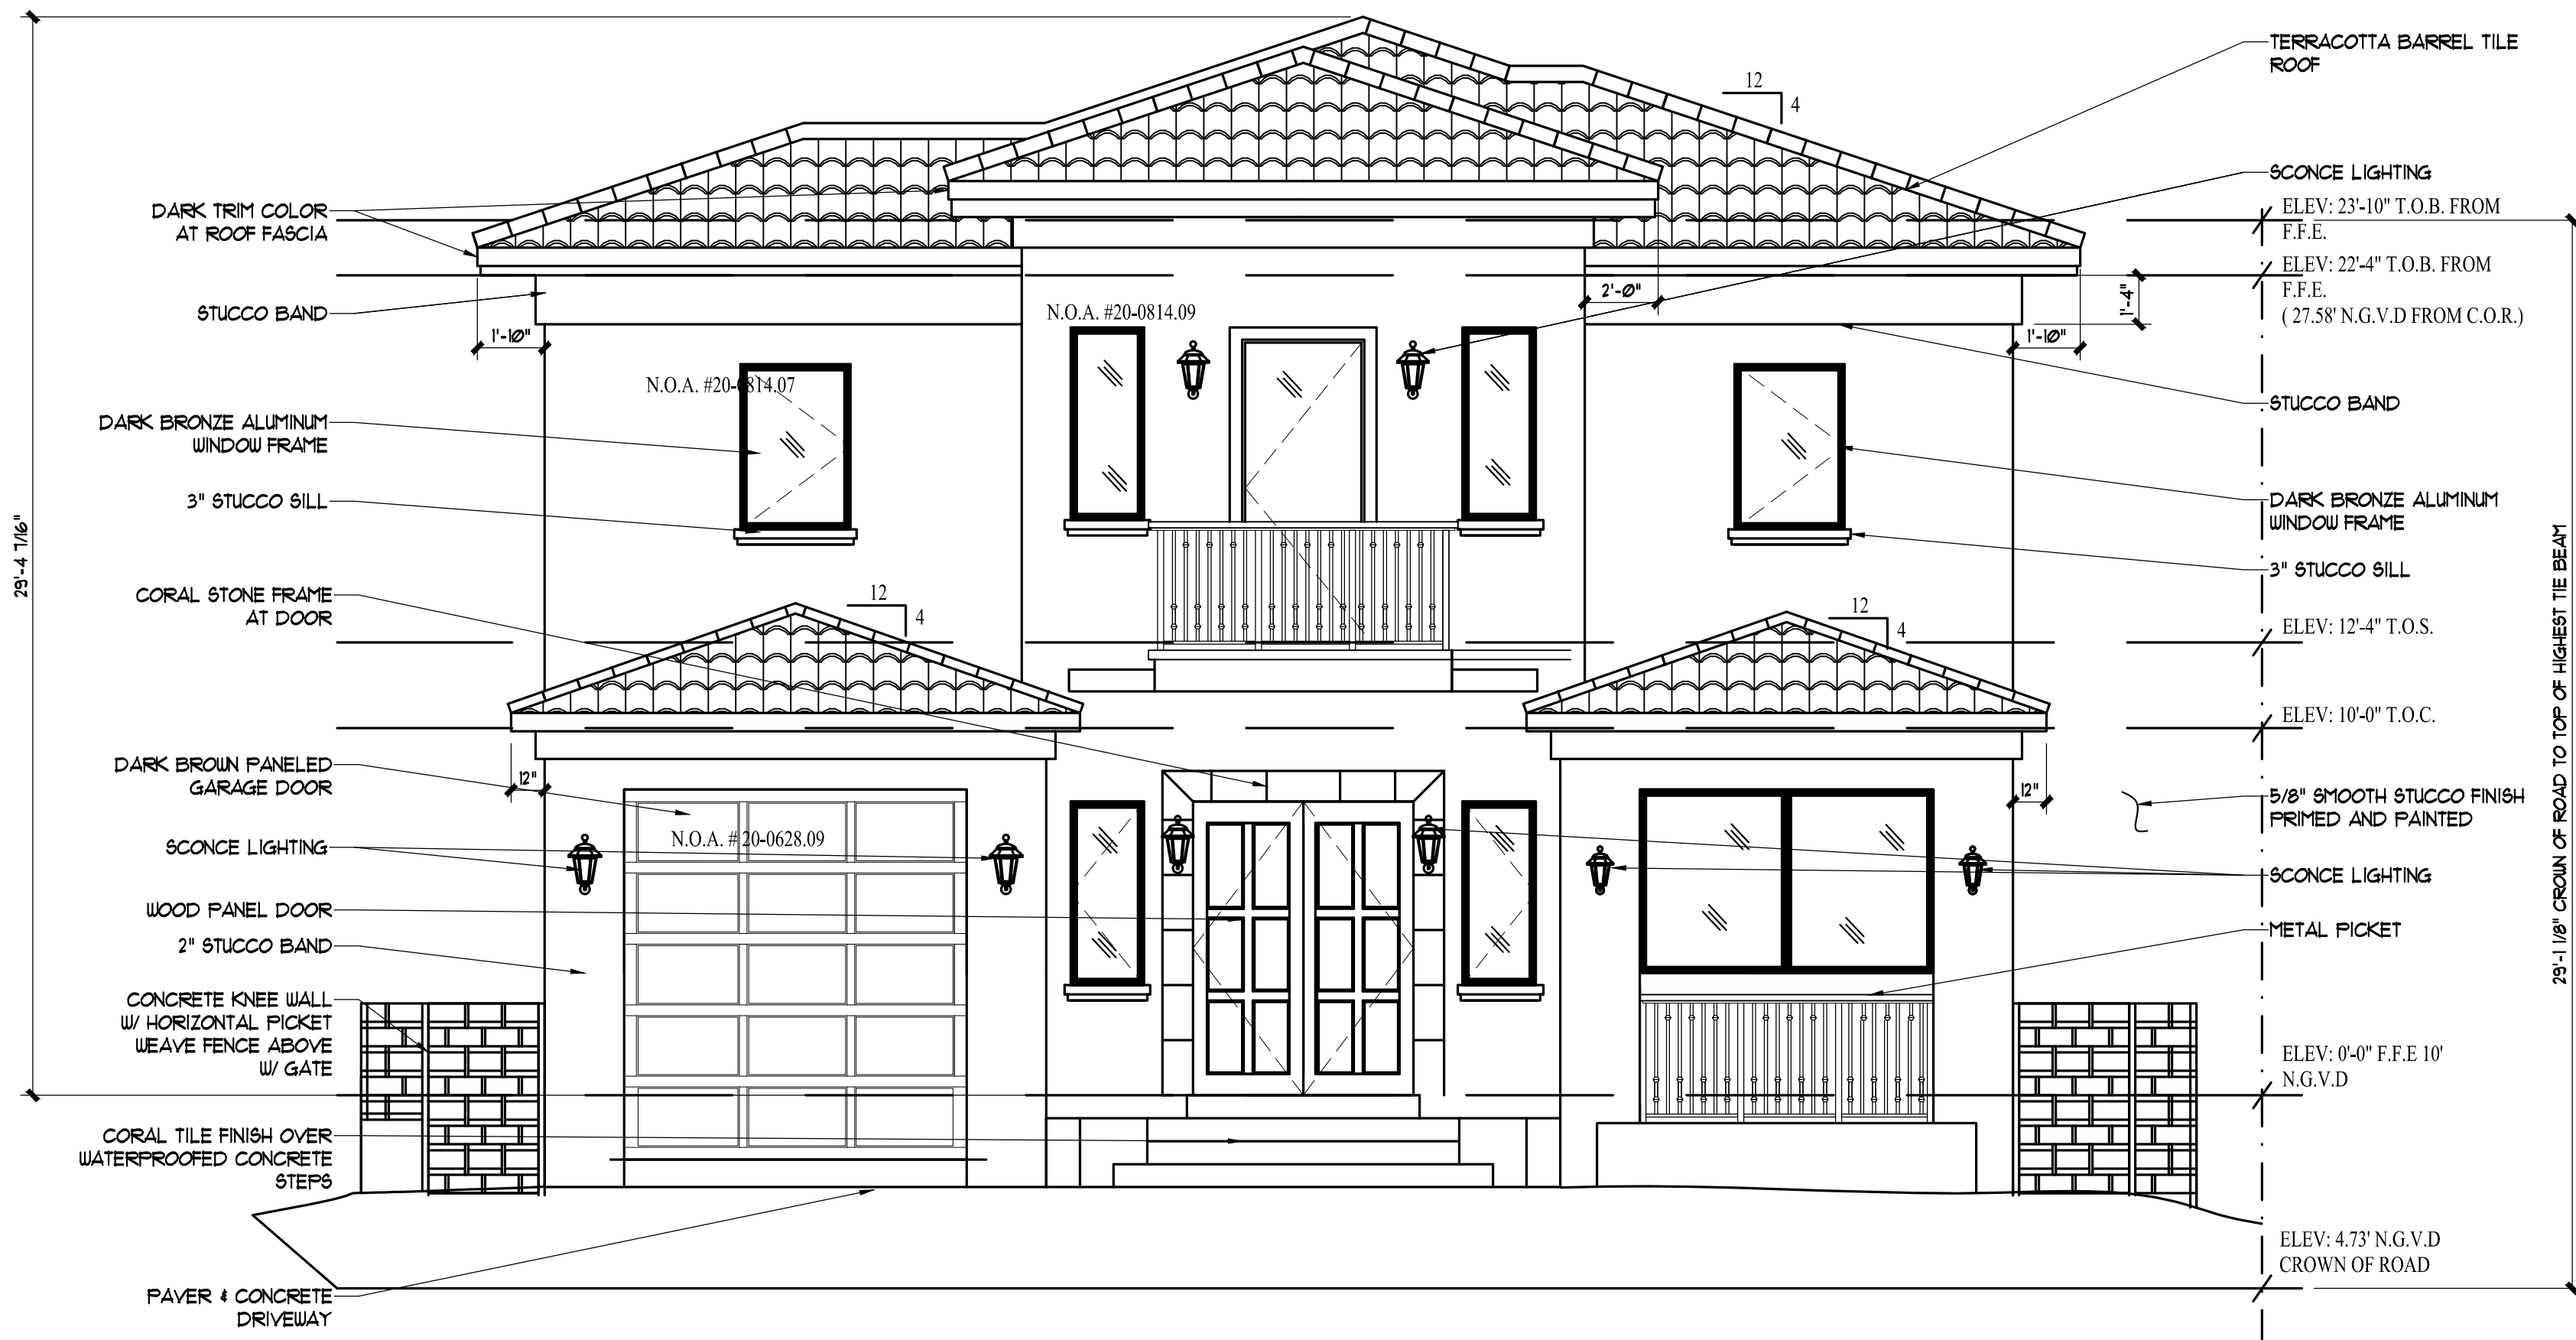 TERRACOTTA BARREL TILE
ROOF
12
4
SCONCE LIGHTING
DARK TRIM COLOR
AT ROOF FASCIA
ELEV: 23'-10" T.O.B. FROM
F.F.E.
ELEV: 22'-4" T.O.B. FROM
F.F.E.
( 27.58' N.G.V.D FROM C.O.R.)
STUCCO BAND
N.O.A. #20-0814.09
2'-0"
1'-4"
1'-10"
1'-10"
N.O.A. #20-0814.07
STUCCO BAND
DARK BRONZE ALUMINUM
WINDOW FRAME
3" STUCCO SILL
DARK BRONZE ALUMINUM
WINDOW FRAME
29'-4 7/16"
3" STUCCO SILL
CORAL STONE FRAME
AT DOOR
12
4
12
4
ELEV: 12'-4" T.O.S.
29'-1 1/8" CROWN OF ROAD TO TOP OF HIGHEST TIE BEAM
ELEV: 10'-0" T.O.C.
DARK BROWN PANELED
GARAGE DOOR
12"
12"
5/8" SMOOTH STUCCO FINISH
PRIMED AND PAINTED
N.O.A. # 20-0628.09
SCONCE LIGHTING
SCONCE LIGHTING
WOOD PANEL DOOR
METAL PICKET
2" STUCCO BAND
CONCRETE KNEE WALL
W/ HORIZONTAL PICKET
WEAVE FENCE ABOVE
W/ GATE
ELEV: 0'-0" F.F.E 10'
N.G.V.D
CORAL TILE FINISH OVER
WATERPROOFED CONCRETE
STEPS
ELEV: 4.73' N.G.V.D
CROWN OF ROAD
PAVER & CONCRETE
DRIVEWAY